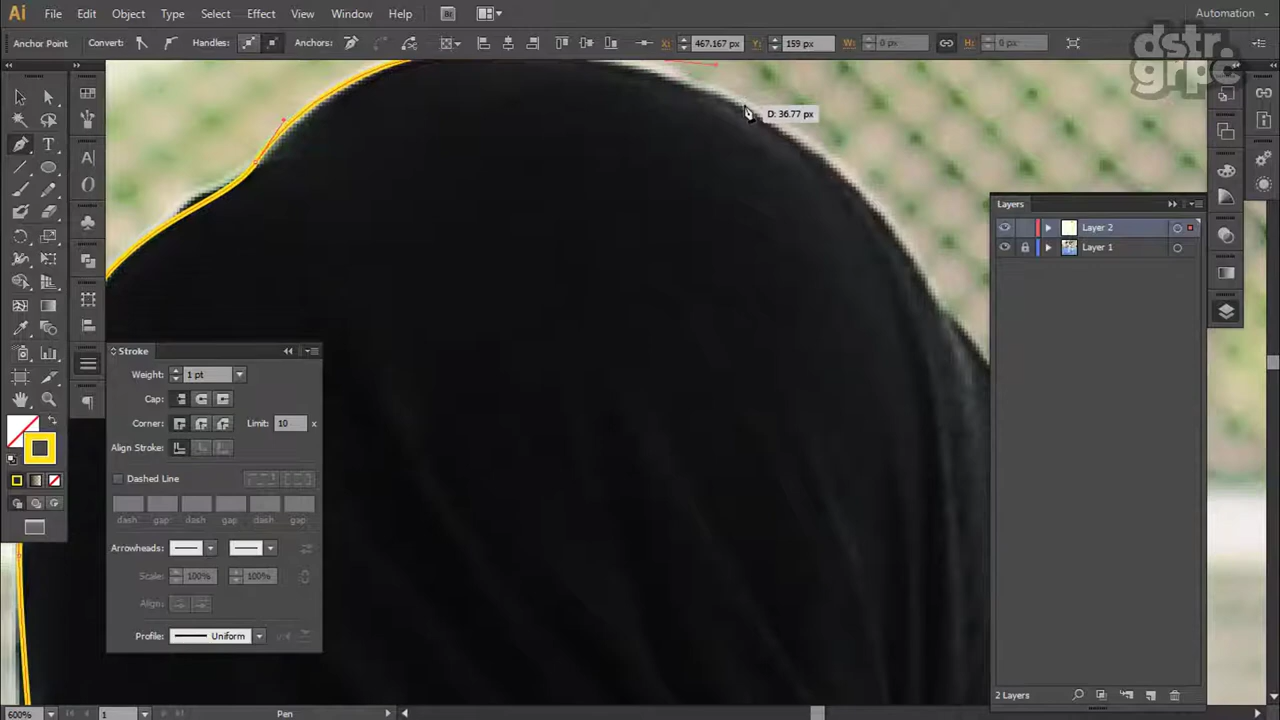 Ai File Edit Object Type Select Effect View Window Help Br Automation
Anchor Point Convert: Handles: Anchors: X: 467.167 px Y: 159 px W: 0 px H: 0 px
dstr.
grpc
D: 36.77 px
Layers
Layer 2
Layer 1
Stroke
Weight: 1 pt
Cap:
Corner: Limit: 10 x
Align Stroke:
Dashed Line
dash gap dash gap dash gap
Arrowheads:
Scale: 100% 100%
Align:
Profile: Uniform
2 Layers
600% 1 Pen